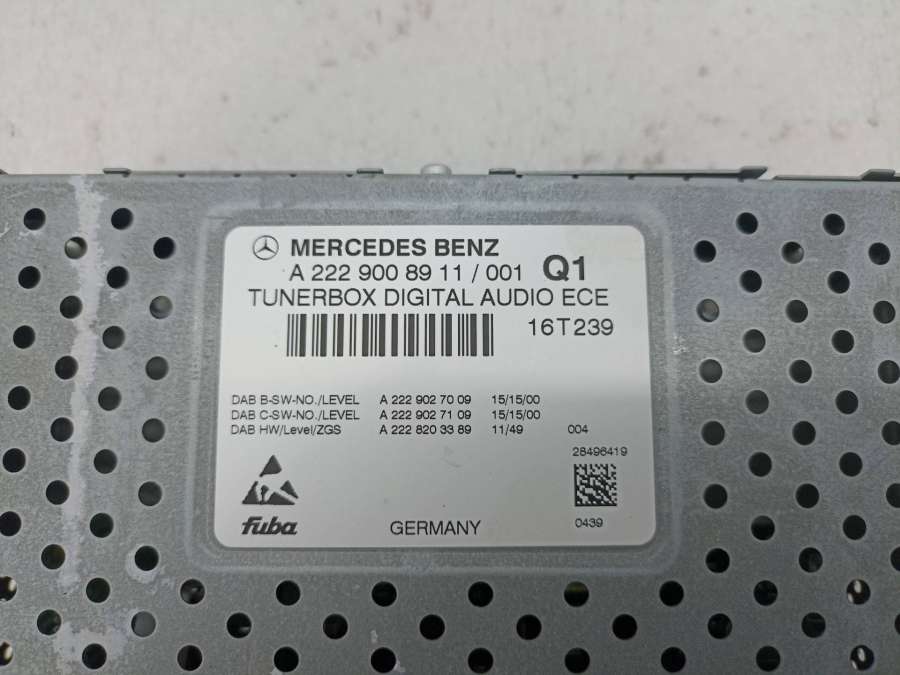 MERCEDES BENZ
A 222 900 89 11 / 001 Q1
TUNERBOX DIGITAL AUDIO ECE
16T239
DAB B-SW-NO./LEVEL A 222 902 70 09 15/15/00
DAB C-SW-NO./LEVEL A 222 902 71 09 15/15/00
DAB HW/Level/ZGS A 222 820 33 89 11/49 004
28496419
fuba GERMANY 0439